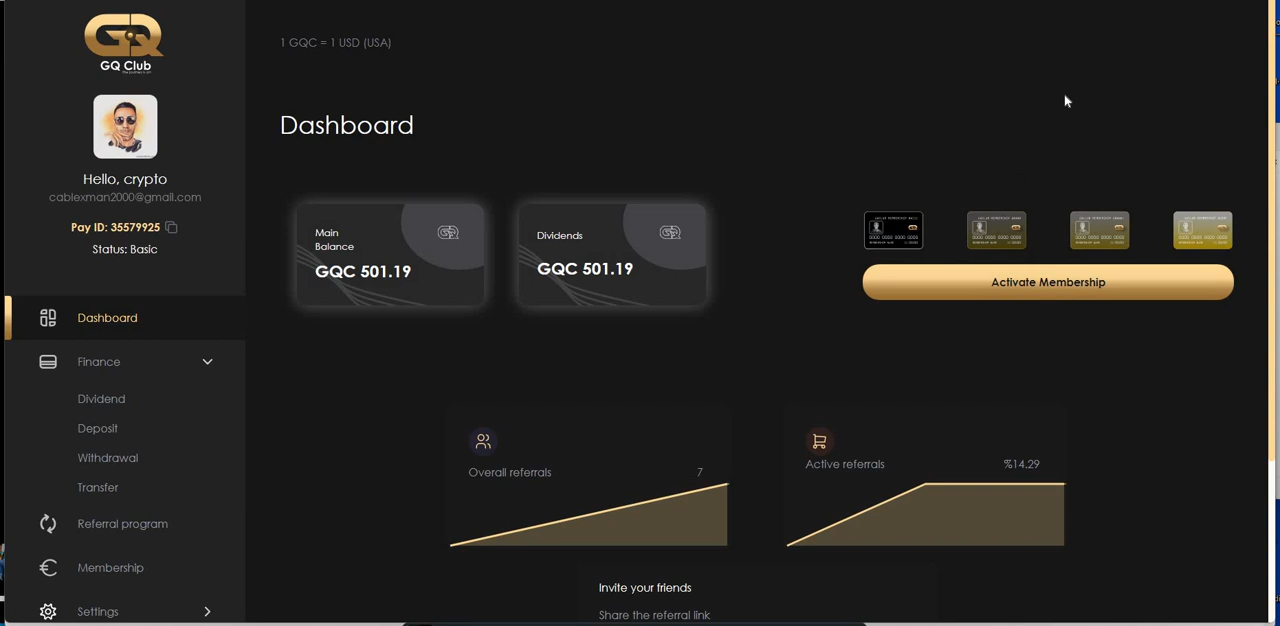 GQ
GQ Club
1 GQC = 1 USD (USA)
Dashboard
Hello, crypto
cablexman2000@gmail.com
Pay ID: 35579925
Status: Basic
Main
Balance
GQC 501.19
Dividends
GQC 501.19
Activate Membership
Dashboard
Finance
Dividend
Deposit
Withdrawal
Transfer
Referral program
Membership
Settings
Overall referrals
7
Active referrals
%14.29
Invite your friends
Share the referral link